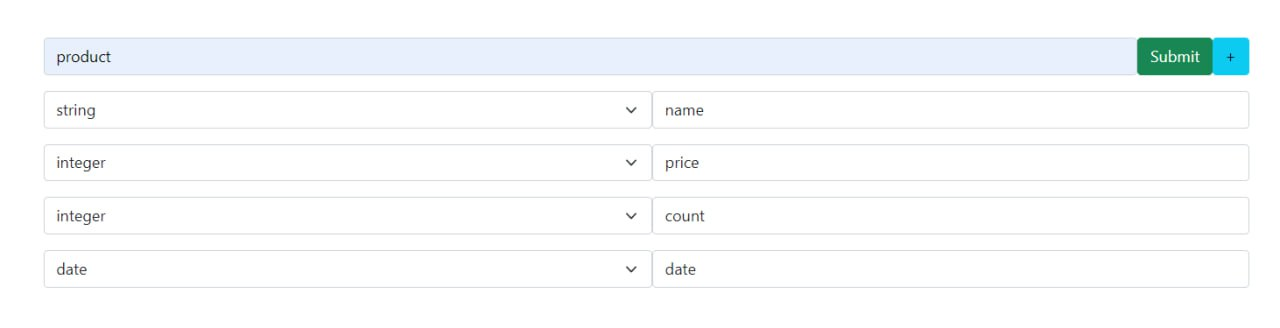 product Submit +
string name
integer price
integer count
date date